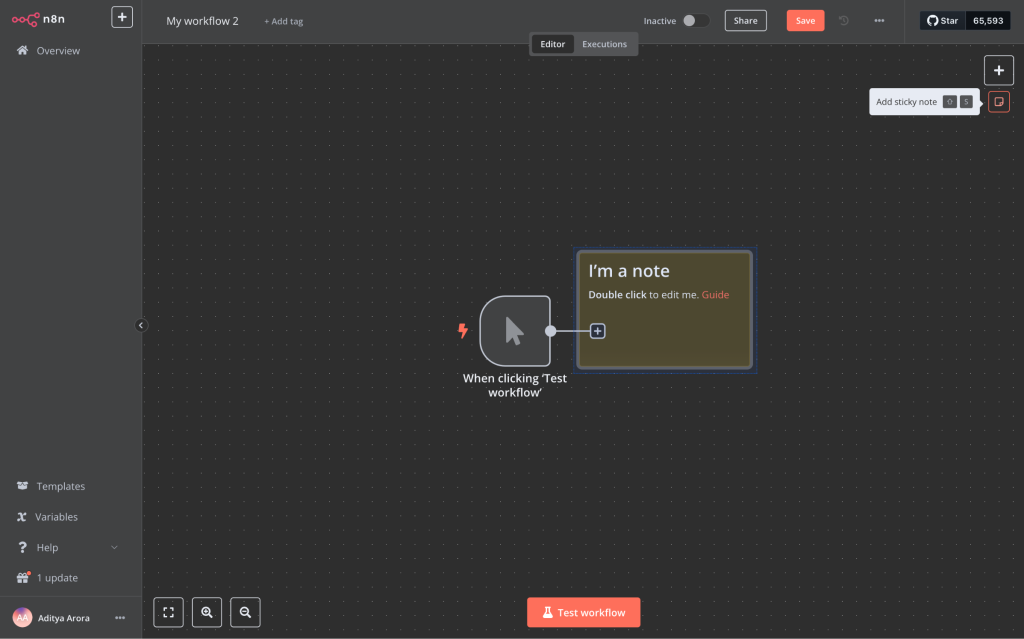 n8n
My workflow 2
+ Add tag
Inactive
Share
Save
Star
65,593
Overview
Editor
Executions
Add sticky note
S
I'm a note
Double click to edit me. Guide
When clicking ‘Test
workflow’
Templates
Variables
Help
1 update
AA
Aditya Arora
Test workflow